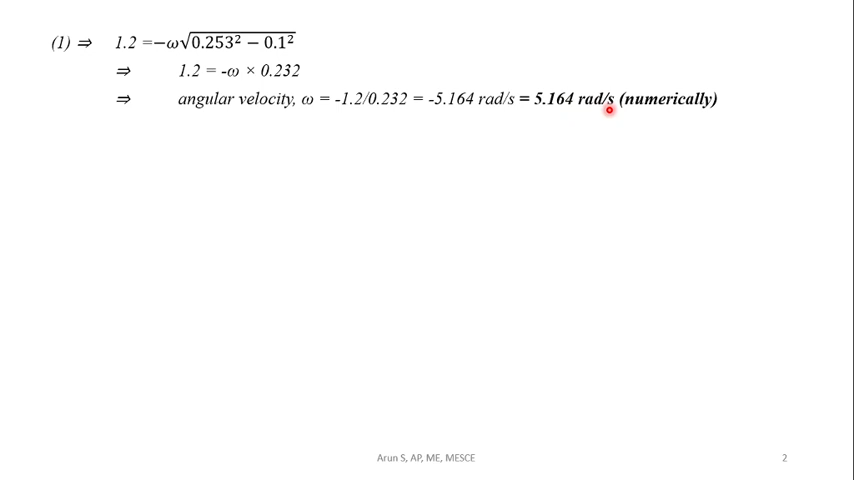 (1) ⇒ 1.2 =−ω√0.253² − 0.1²
⇒ 1.2 = -ω × 0.232
⇒ angular velocity, ω = -1.2/0.232 = -5.164 rad/s = 5.164 rad/s (numerically)
Arun S, AP, ME, MESCE 2